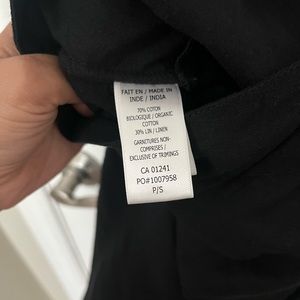 FAIT EN / MADE IN
INDE / INDIA
70% COTON
BIOLOGIQUE / ORGANIC
COTTON
30% LIN / LINEN
GARNITURES NON-
COMPRISES /
EXCLUSIVE OF TRIMINGS
CA 01241
PO#1007958
P/S